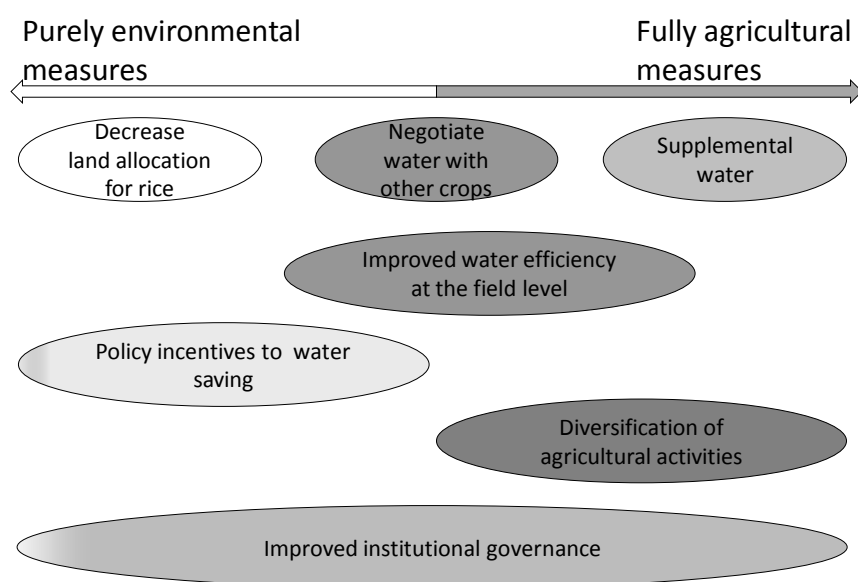 Purely environmental
measures
Fully agricultural
measures
Decrease
land allocation
for rice
Negotiate
water with
other crops
Supplemental
water
Improved water efficiency
at the field level
Policy incentives to water
saving
Diversification of
agricultural activities
Improved institutional governance